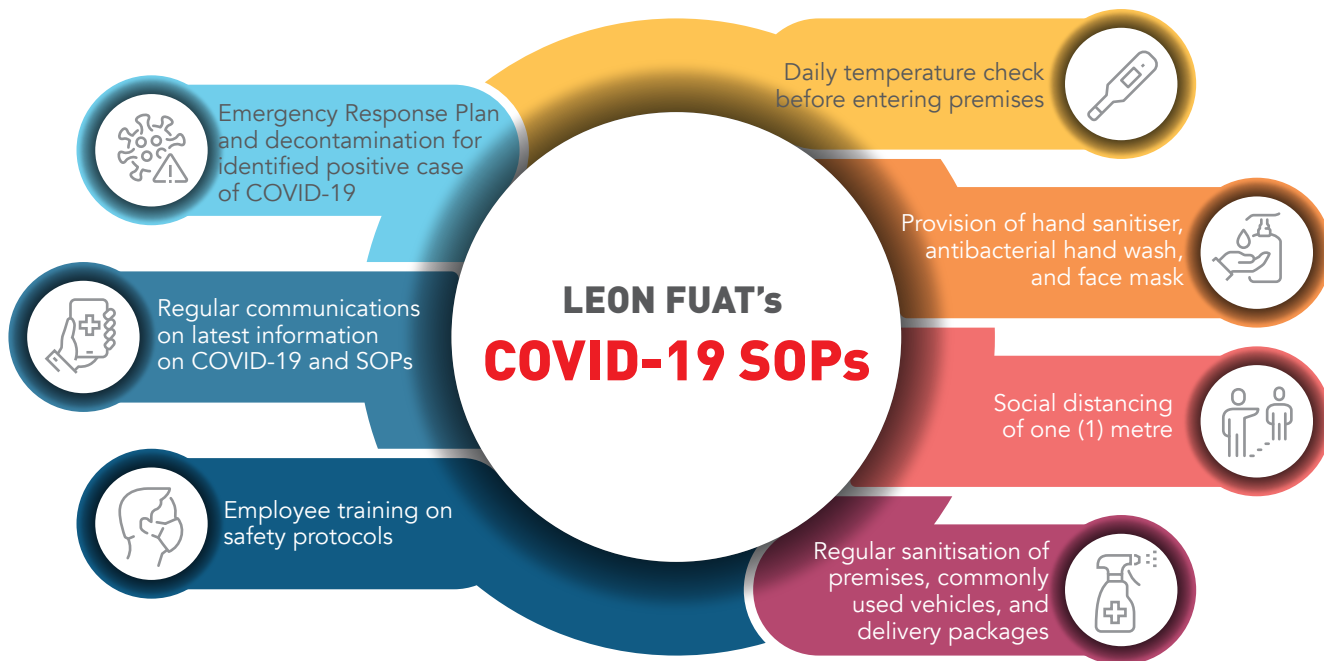 LEON FUAT's
COVID-19 SOPs
Daily temperature check
before entering premises
Provision of hand sanitiser,
antibacterial hand wash,
and face mask
Social distancing
of one (1) metre
Regular sanitisation of
premises, commonly
used vehicles, and
delivery packages
Employee training on
safety protocols
Regular communications
on latest information
on COVID-19 and SOPs
Emergency Response Plan
and decontamination for
identified positive case
of COVID-19